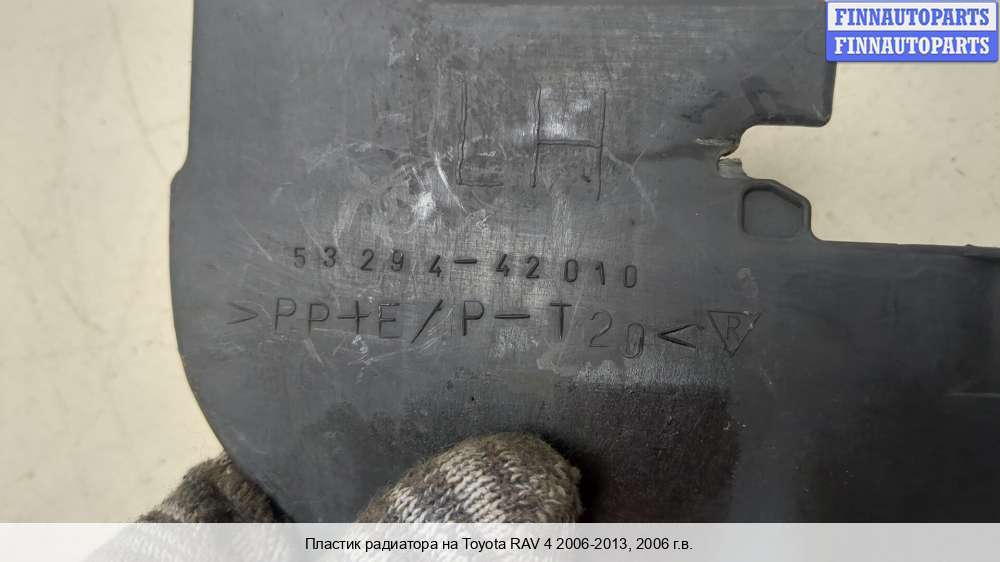 FINNAUTOPARTS
FINNAUTOPARTS
LH
53294-42010
>PP+E/P-T20< R
Пластик радиатора на Toyota RAV 4 2006-2013, 2006 г.в.